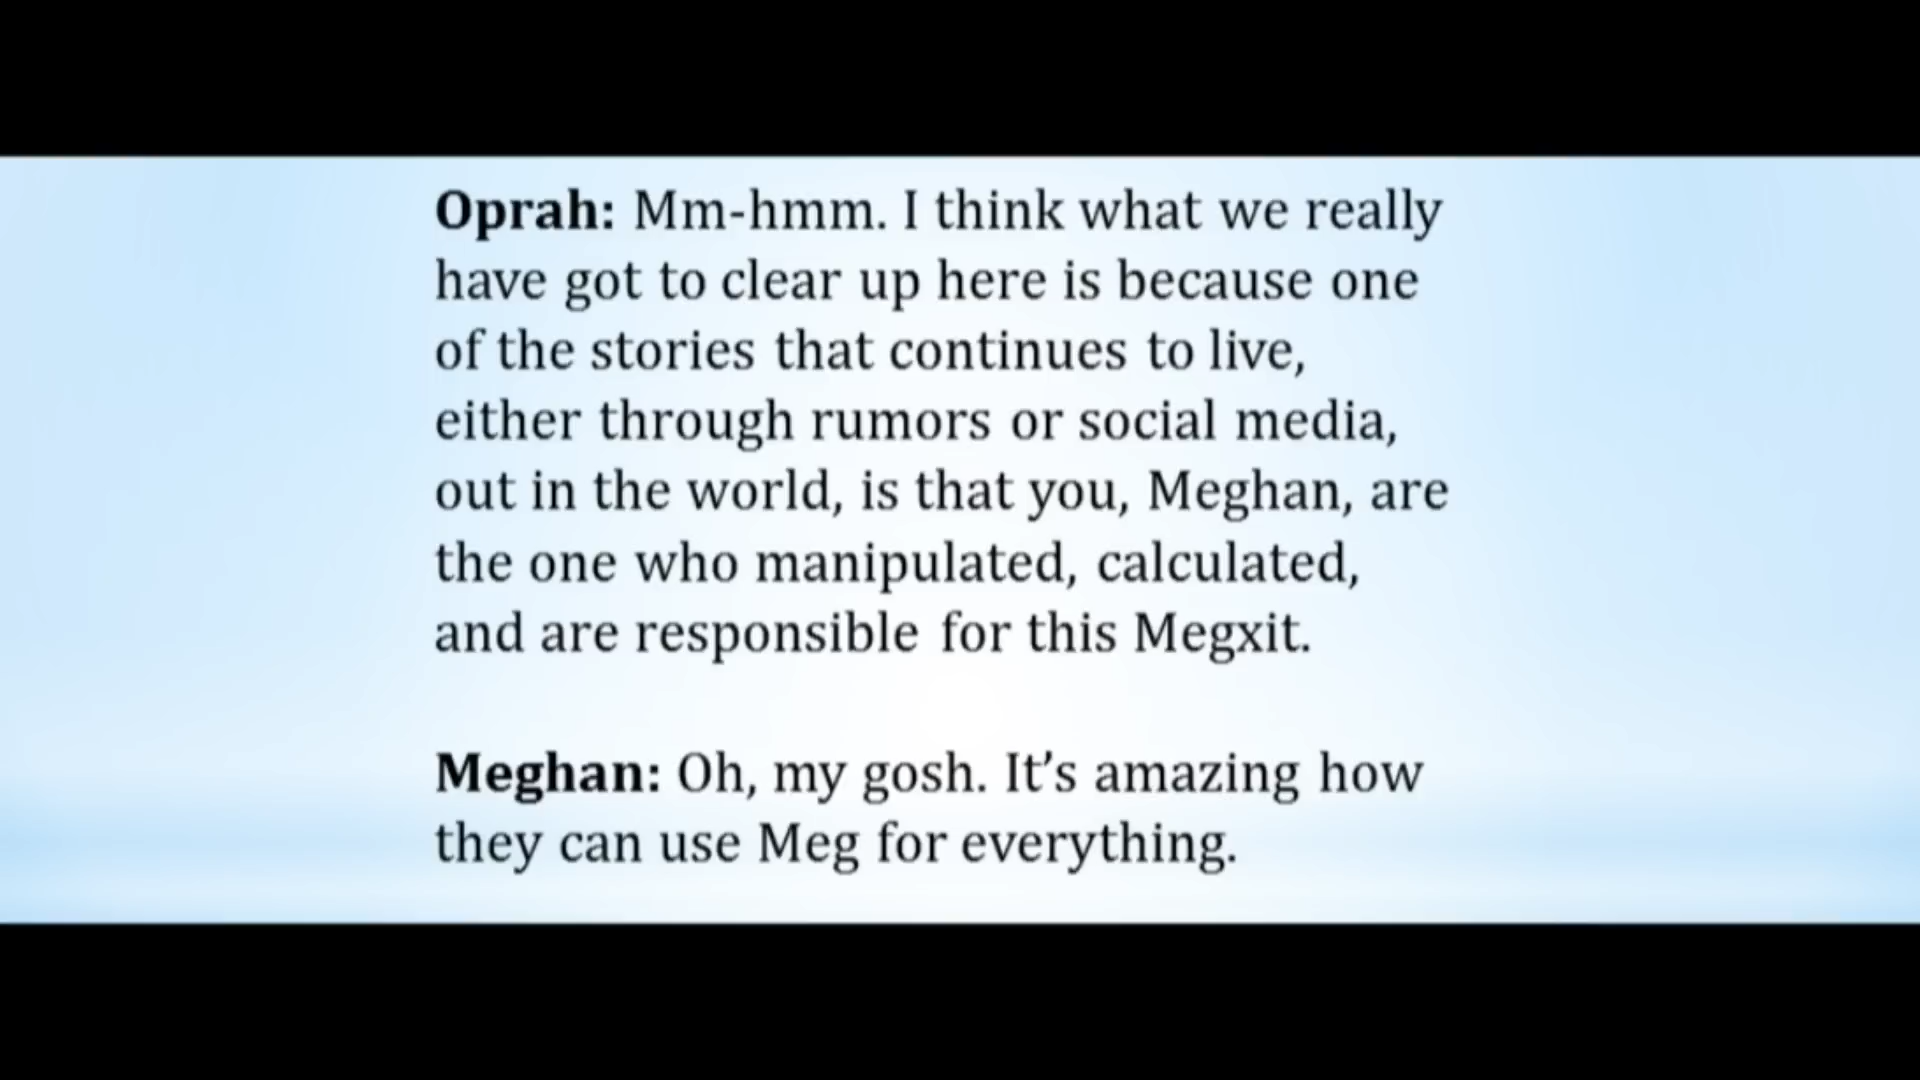 Oprah: Mm-hmm. I think what we really
have got to clear up here is because one
of the stories that continues to live,
either through rumors or social media,
out in the world, is that you, Meghan, are
the one who manipulated, calculated,
and are responsible for this Megxit.
Meghan: Oh, my gosh. It’s amazing how
they can use Meg for everything.